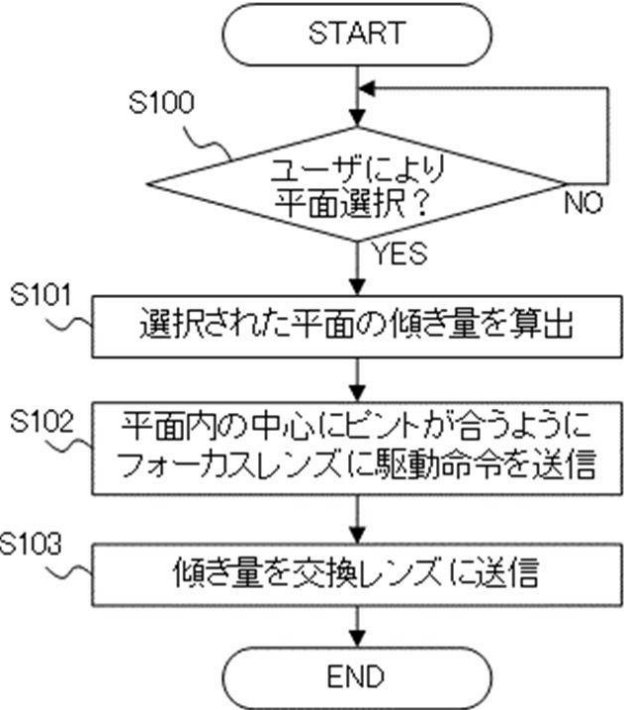 START
S100
ユーザにより
平面選択？
NO
YES
S101
選択された平面の傾き量を算出
S102
平面内の中心にピントが合うように
フォーカスレンズに駆動命令を送信
S103
傾き量を交換レンズに送信
END